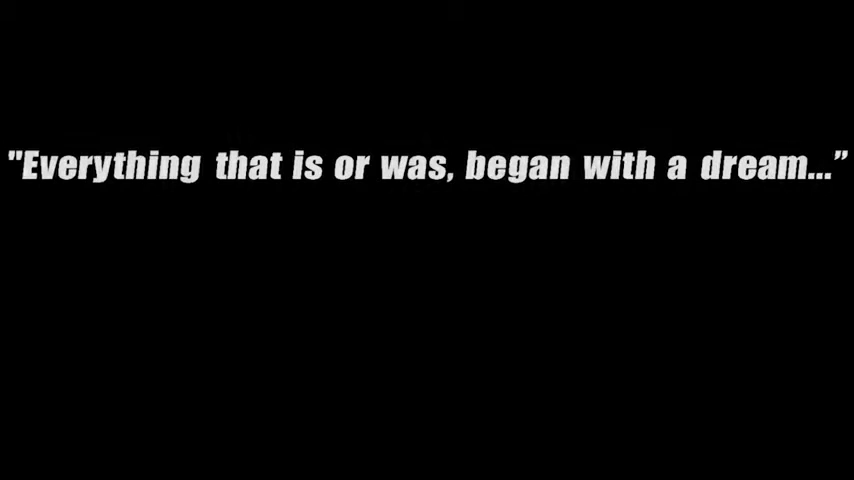 "Everything that is or was, began with a dream...”